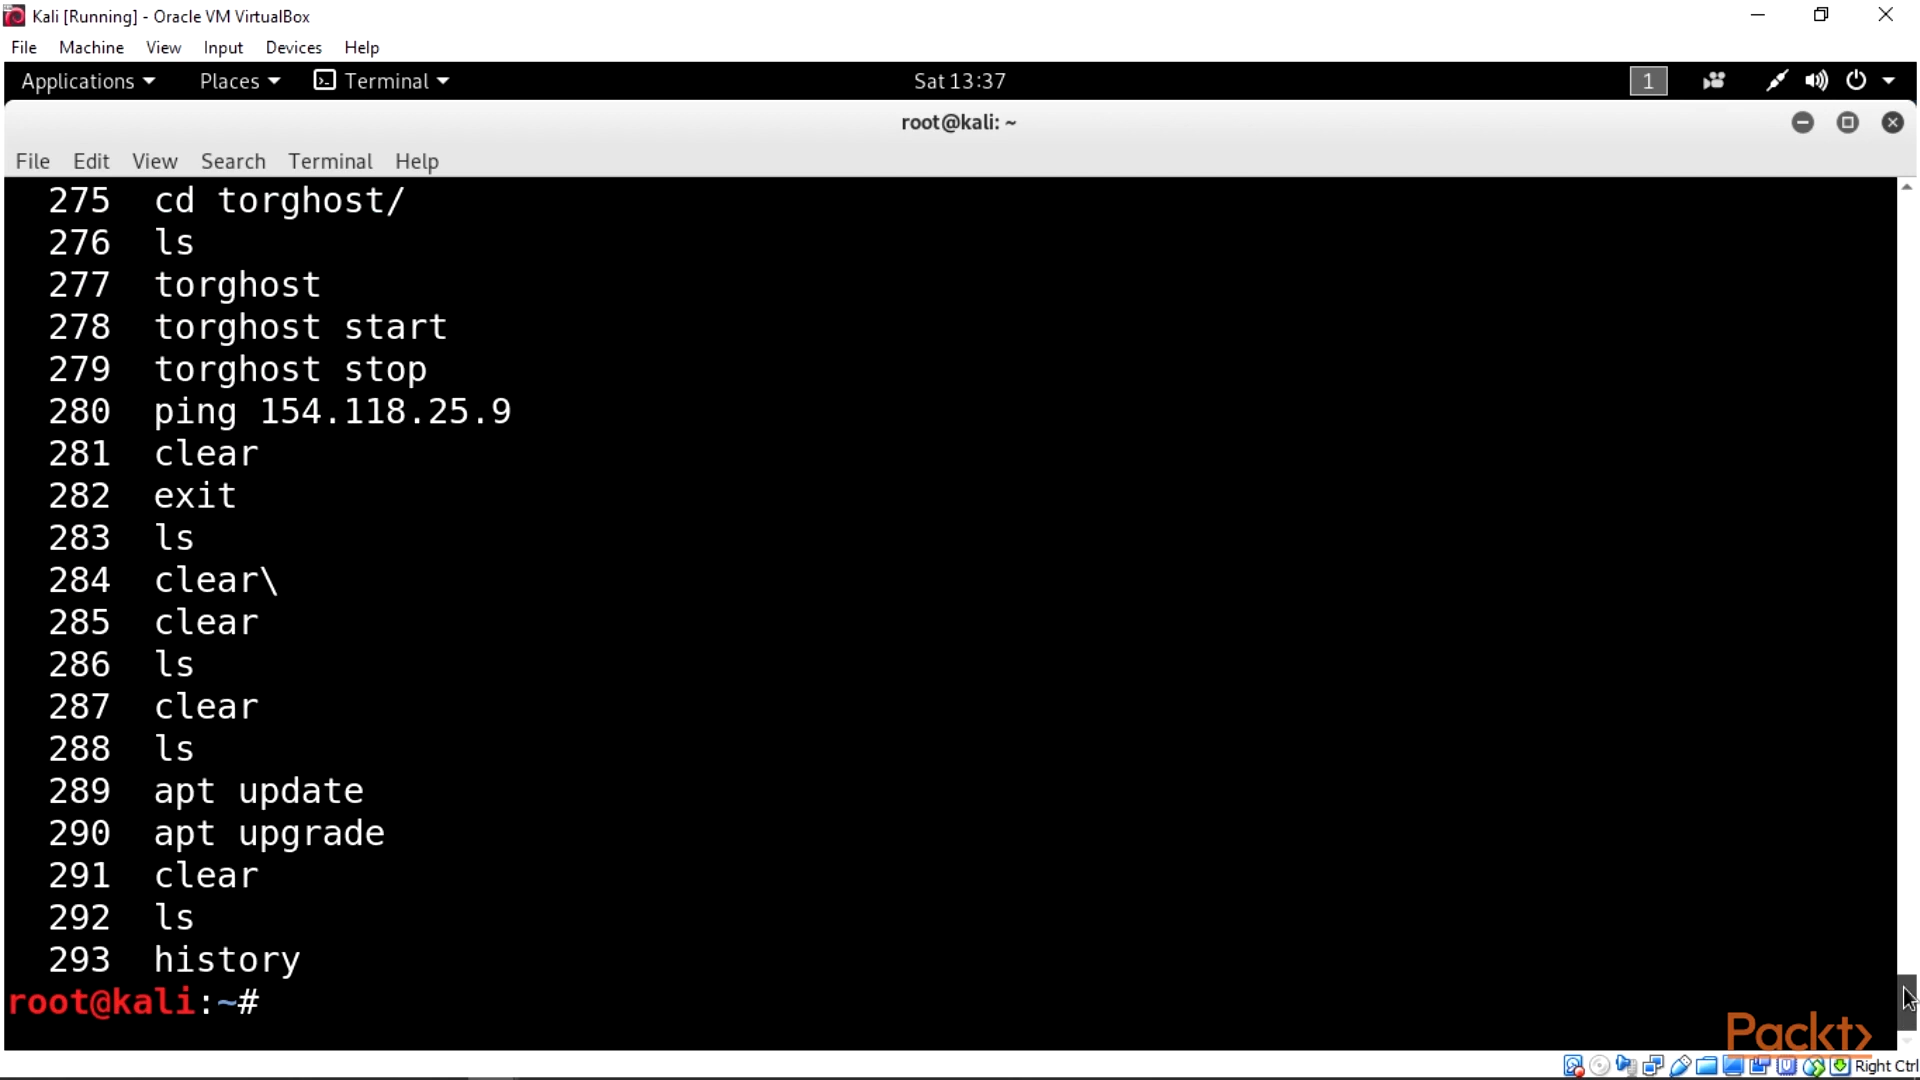 Kali [Running] - Oracle VM VirtualBox
File Machine View Input Devices Help
Applications Places Terminal Sat 13:37 1
root@kali: ~
File Edit View Search Terminal Help
275 cd torghost/
276 ls
277 torghost
278 torghost start
279 torghost stop
280 ping 154.118.25.9
281 clear
282 exit
283 ls
284 clear\
285 clear
286 ls
287 clear
288 ls
289 apt update
290 apt upgrade
291 clear
292 ls
293 history
root@kali:~#
Packt>
Right Ctrl